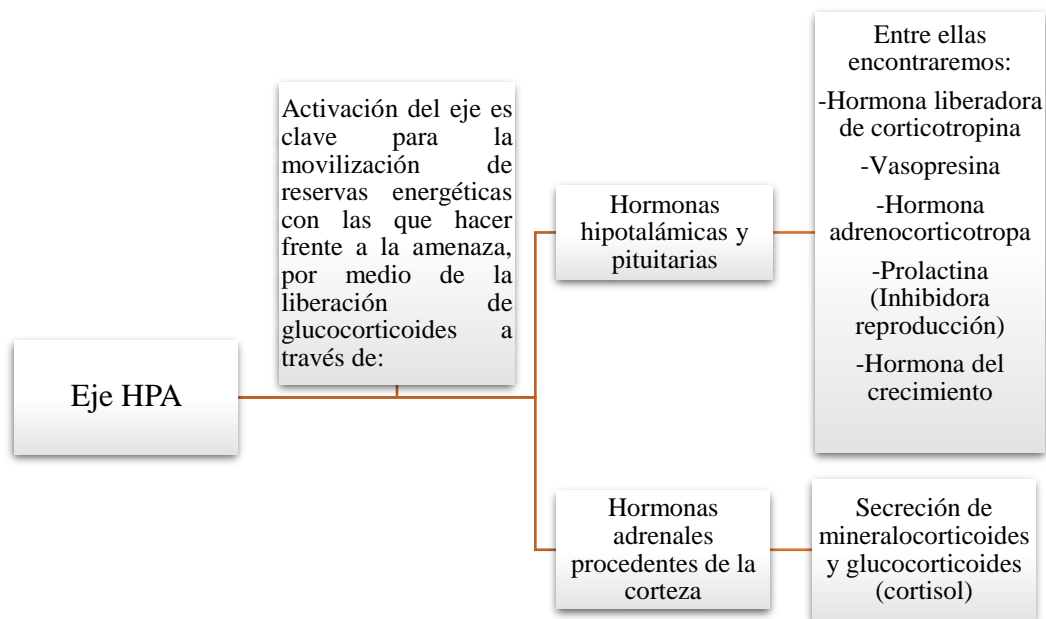 Eje HPA
Activación del eje es
clave para la
movilización de
reservas energéticas
con las que hacer
frente a la amenaza,
por medio de la
liberación de
glucocorticoides a
través de:
Hormonas
hipotalámicas y
pituitarias
Entre ellas
encontraremos:
-Hormona liberadora
de corticotropina
-Vasopresina
-Hormona
adrenocorticotropa
-Prolactina
(Inhibidora
reproducción)
-Hormona del
crecimiento
Hormonas
adrenales
procedentes de la
corteza
Secreción de
mineralocorticoides
y glucocorticoides
(cortisol)